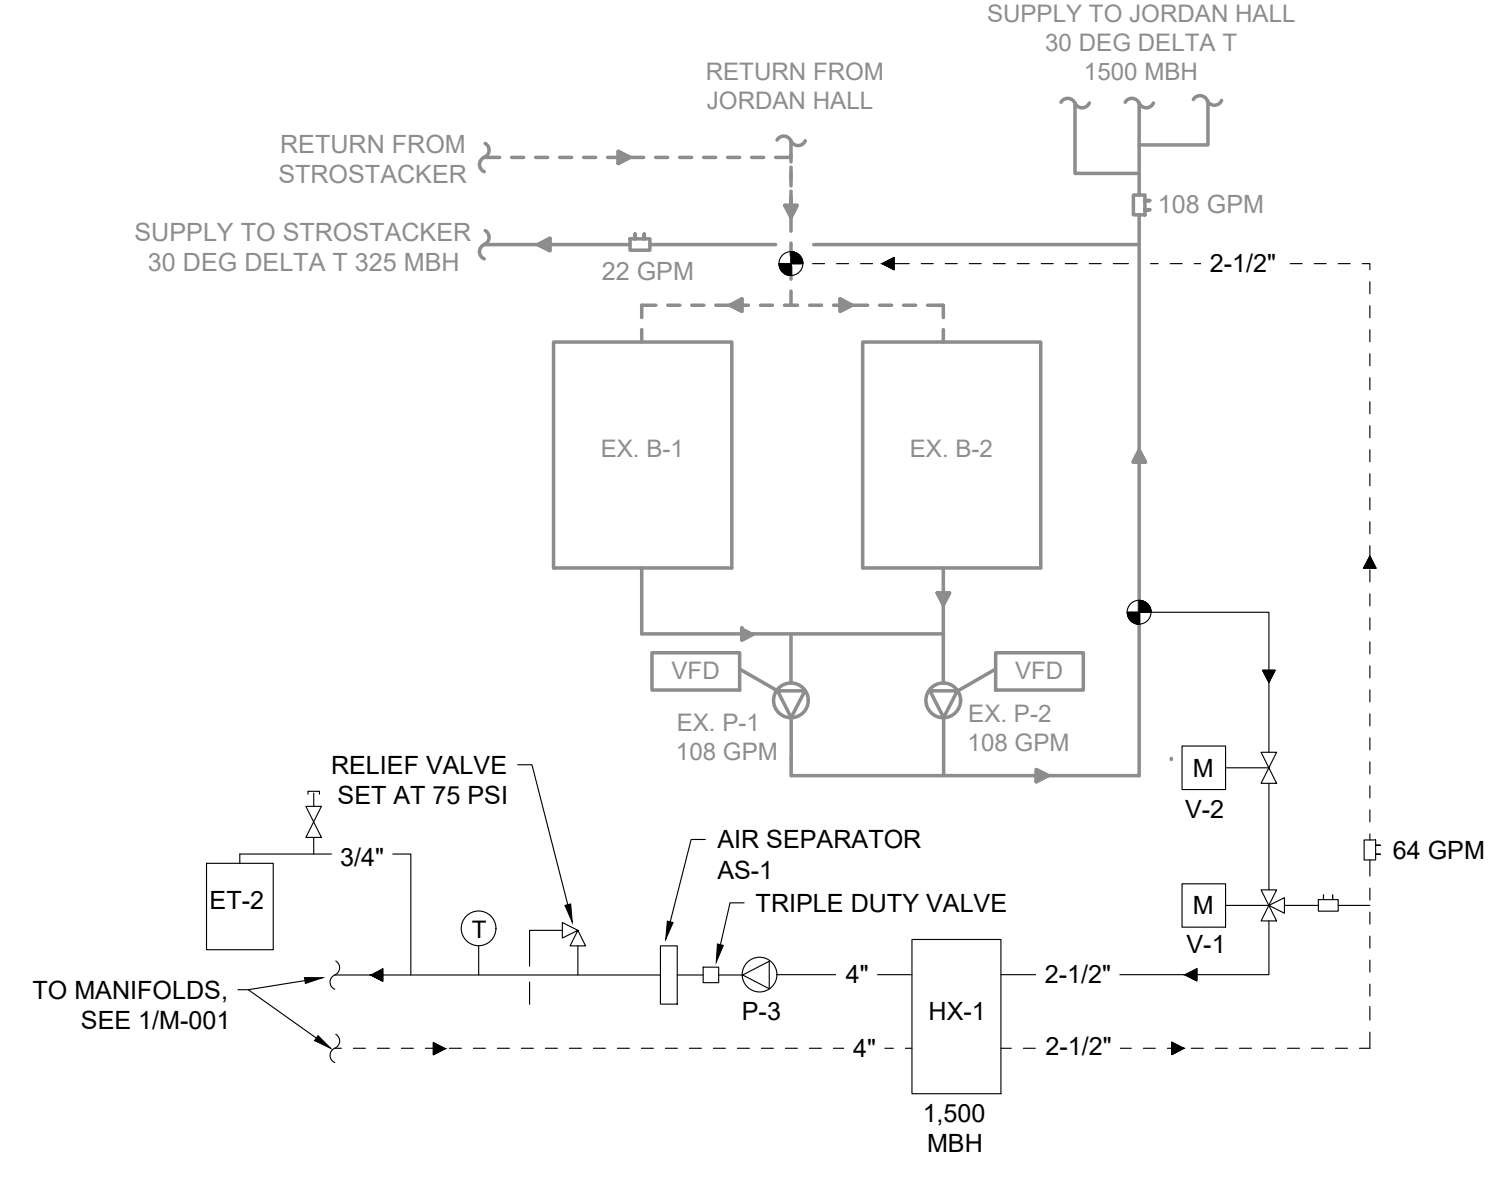 SUPPLY TO JORDAN HALL
30 DEG DELTA T
1500 MBH
RETURN FROM
JORDAN HALL
RETURN FROM
STROSTACKER
108 GPM
SUPPLY TO STROSTACKER
30 DEG DELTA T 325 MBH
22 GPM
2-1/2"
EX. B-1
EX. B-2
VFD
VFD
EX. P-1
108 GPM
EX. P-2
108 GPM
RELIEF VALVE
SET AT 75 PSI
M
V-2
AIR SEPARATOR
AS-1
64 GPM
3/4"
ET-2
TRIPLE DUTY VALVE
M
V-1
T
4"
2-1/2"
TO MANIFOLDS,
SEE 1/M-001
P-3
HX-1
4"
2-1/2"
1,500
MBH